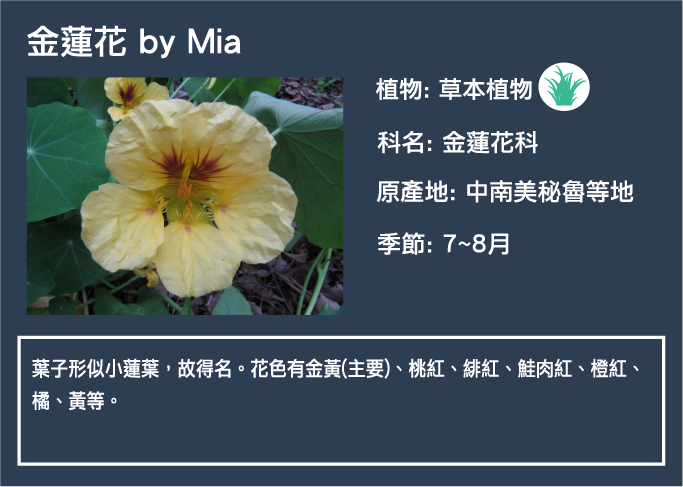 金蓮花 by Mia
植物: 草本植物
科名: 金蓮花科
原產地: 中南美秘魯等地
季節: 7~8月
葉子形似小蓮葉，故得名。花色有金黃(主要)、桃紅、緋紅、鮭肉紅、橙紅、
橘、黃等。